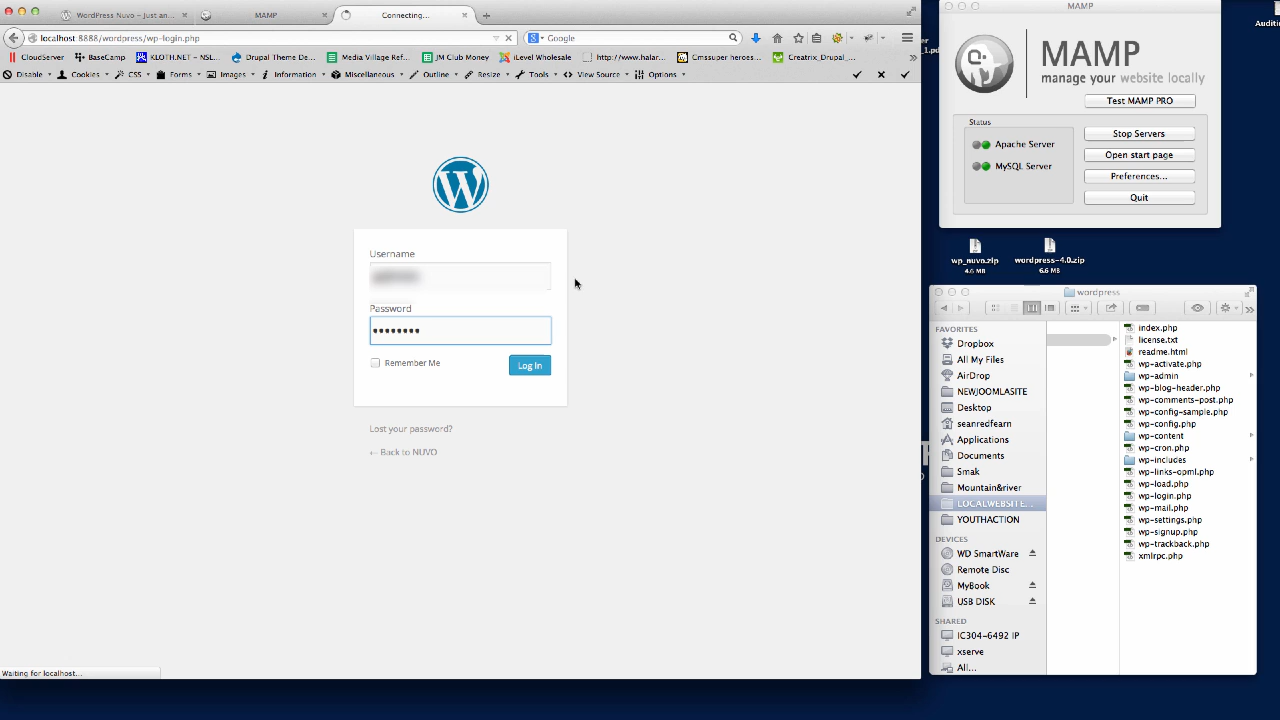 WordPress Nuvo – Just an...
MAMP
Connecting...
localhost:8888/wordpress/wp-login.php
Google
CloudServer
BaseCamp
KLOTH.NET - NSLO...
Drupal Theme De...
Media Village Ref...
JM Clubhouse
iLevel Wholesale
http://www.halar...
Cmssuper heroes...
Creatrix_Drupal_...
Disable
Cookies
CSS
Forms
Images
Information
Miscellaneous
Outline
Resize
Tools
View Source
Options
Username
Password
Remember Me
Log In
Lost your password?
← Back to NUVO
Waiting for localhost...
MAMP
MAMP
manage your website locally
Test MAMP PRO
Status
Apache Server
MySQL Server
Stop Servers
Open start page
Preferences...
Quit
wp_nuvo.zip
4.6 MB
wordpress-4.0.zip
6.6 MB
wordpress
FAVORITES
Dropbox
All My Files
AirDrop
NEWJOOMLASITE
Desktop
seanredfearn
Applications
Documents
Smak
Mountain&river
LOCALWEBSITE...
YOUTHACTION
DEVICES
WD SmartWare
Remote Disc
MyBook
USB DISK
SHARED
IC304-6492 IP
xserve
All...
index.php
license.txt
readme.html
wp-activate.php
wp-admin
wp-blog-header.php
wp-comments-post.php
wp-config-sample.php
wp-config.php
wp-content
wp-cron.php
wp-includes
wp-links-opml.php
wp-load.php
wp-login.php
wp-mail.php
wp-settings.php
wp-signup.php
wp-trackback.php
xmlrpc.php